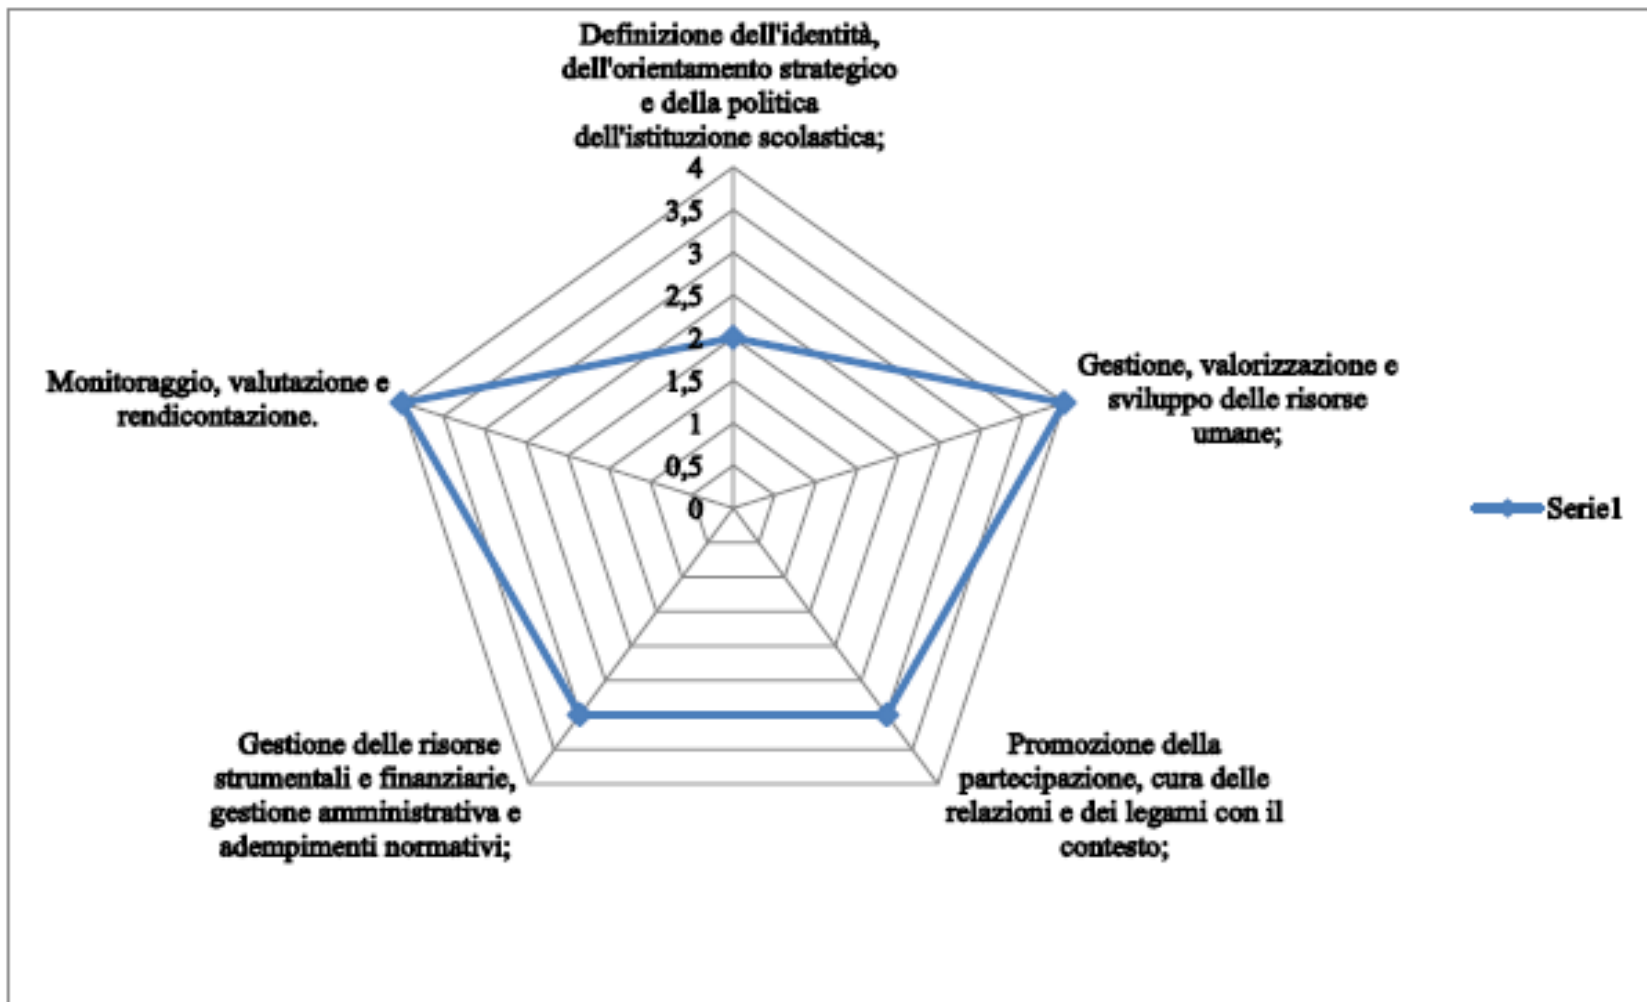 Definizione dell'identità,
dell'orientamento strategico
e della politica
dell'istituzione scolastica;
4
3,5
3
2,5
2
1,5
1
0,5
0
Gestione, valorizzazione e
sviluppo delle risorse
umane;
Promozione della
partecipazione, cura delle
relazioni e dei legami con il
contesto;
Gestione delle risorse
strumentali e finanziarie,
gestione amministrativa e
adempimenti normativi;
Monitoraggio, valutazione e
rendicontazione.
Serie1